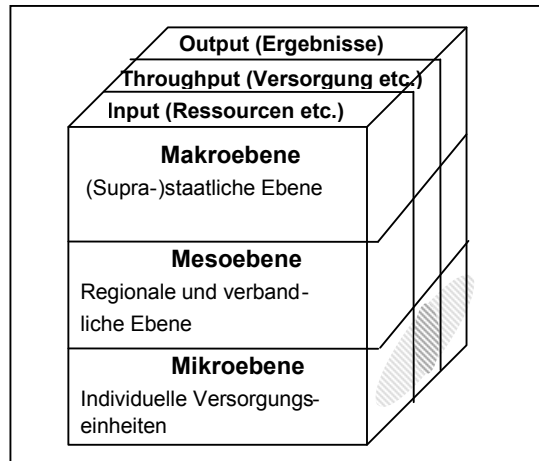 Output (Ergebnisse)
Throughput (Versorgung etc.)
Input (Ressourcen etc.)
Makroebene
(Supra-)staatliche Ebene
Mesoebene
Regionale und verband-
liche Ebene
Mikroebene
Individuelle Versorgungs-
einheiten